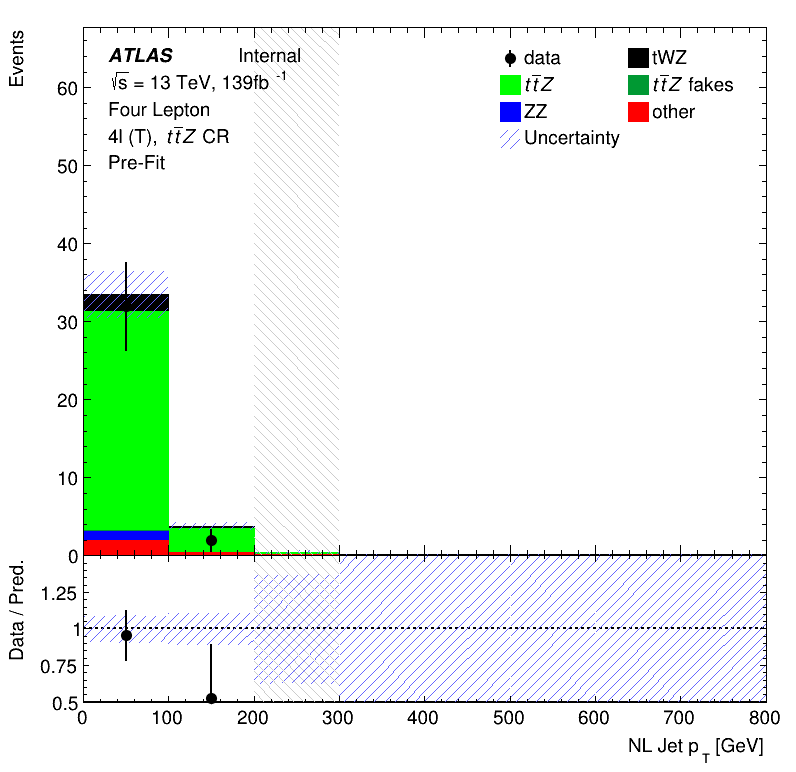 Events
ATLAS Internal
√s = 13 TeV, 139fb⁻¹
Four Lepton
4l (T), tt̄Z CR
Pre-Fit
data
tWZ
tt̄Z
tt̄Z fakes
ZZ
other
Uncertainty
60
50
40
30
20
10
0
Data / Pred.
1.25
1
0.75
0.5
0 100 200 300 400 500 600 700 800
NL Jet p_T [GeV]